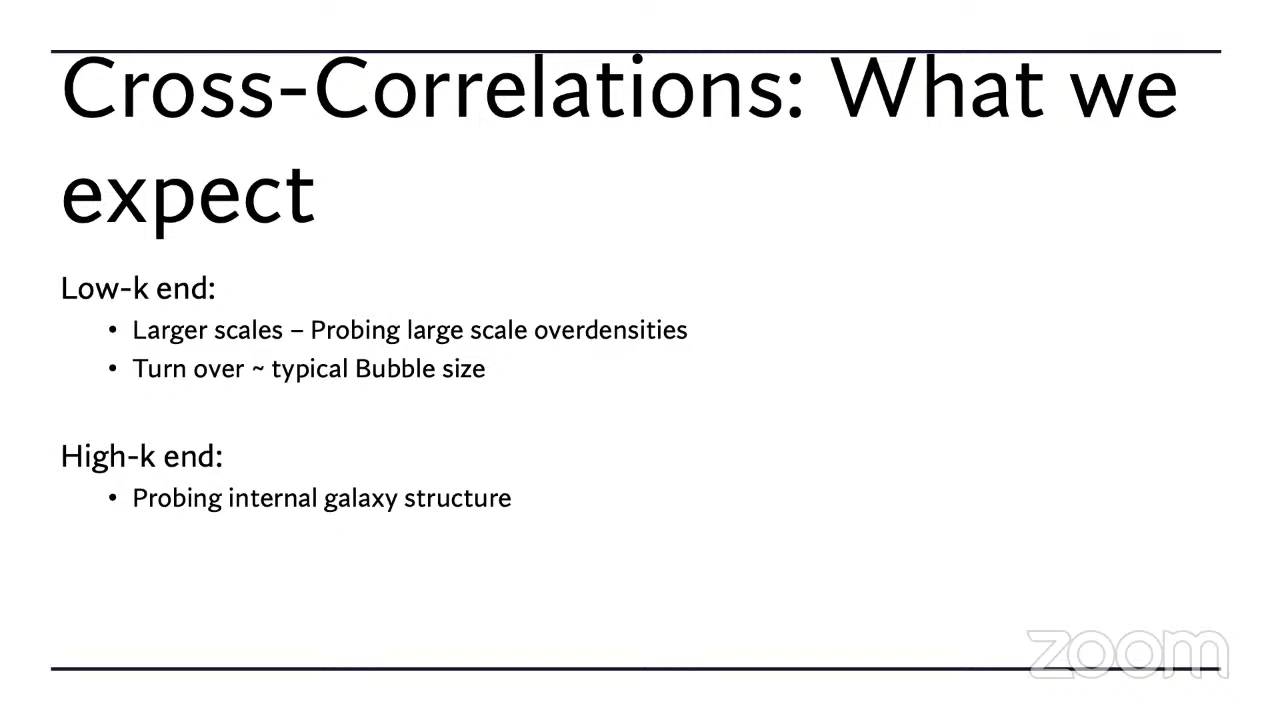 Cross-Correlations: What we
expect
Low-k end:
• Larger scales – Probing large scale overdensities
• Turn over ~ typical Bubble size
High-k end:
• Probing internal galaxy structure
zoom